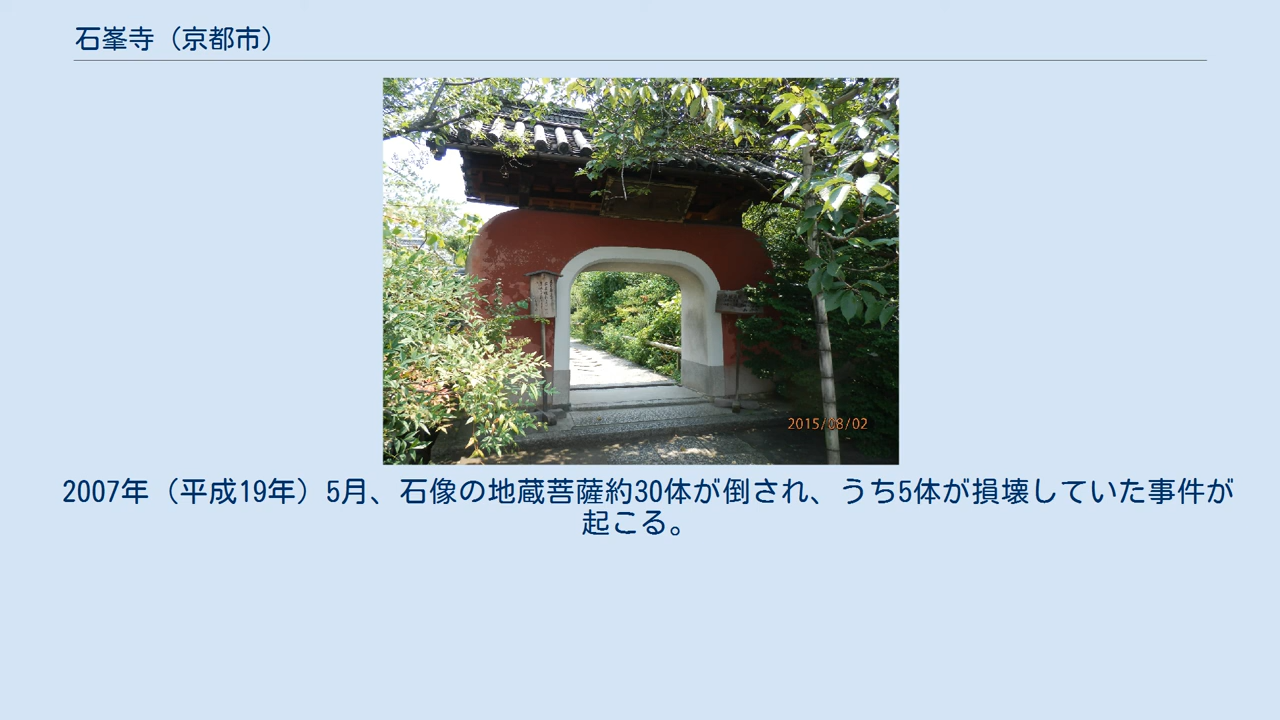 石峯寺（京都市）
2015/08/02
2007年（平成19年）5月、石像の地蔵菩薩約30体が倒され、うち5体が損壊していた事件が
起こる。